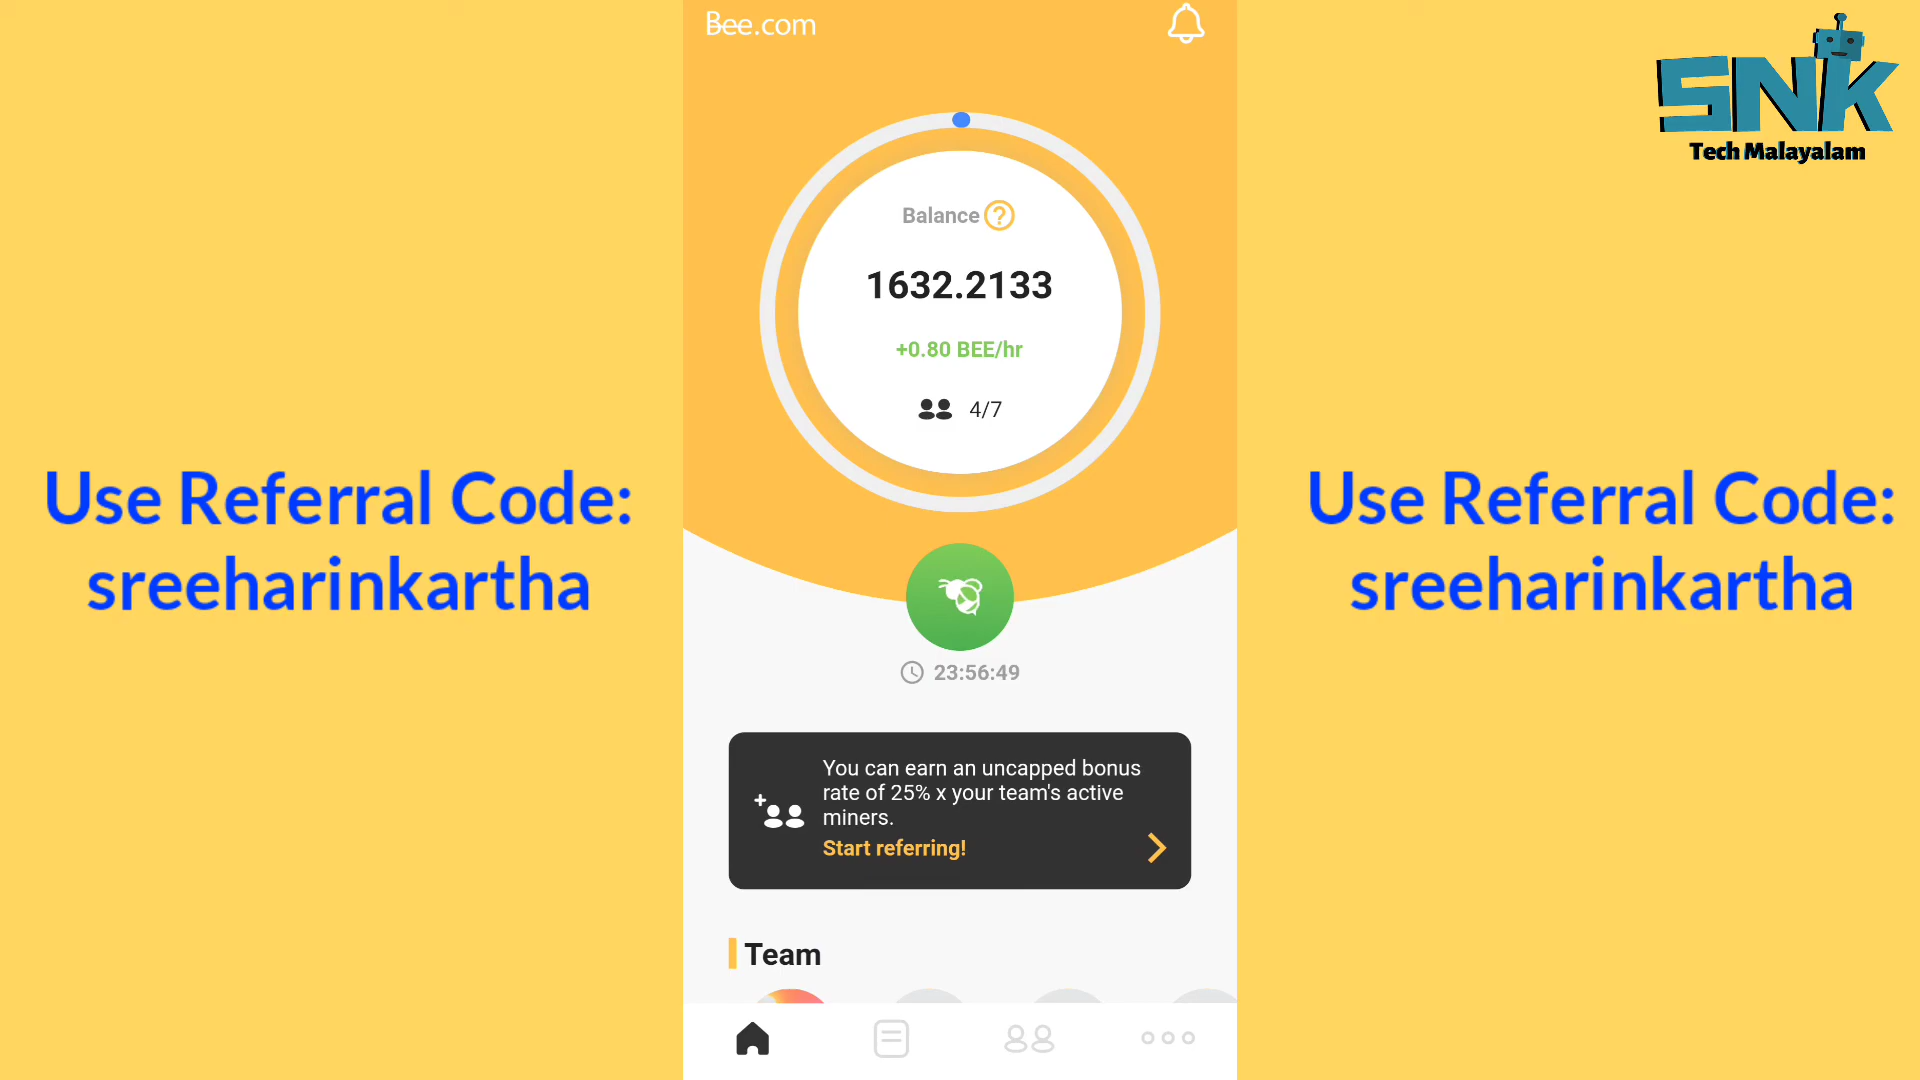 Bee.com
SNK
Tech Malayalam
Balance ?
1632.2133
+0.80 BEE/hr
4/7
Use Referral Code:
sreeharinkartha
Use Referral Code:
sreeharinkartha
23:56:49
You can earn an uncapped bonus
rate of 25% x your team's active
miners.
Start referring!
Team